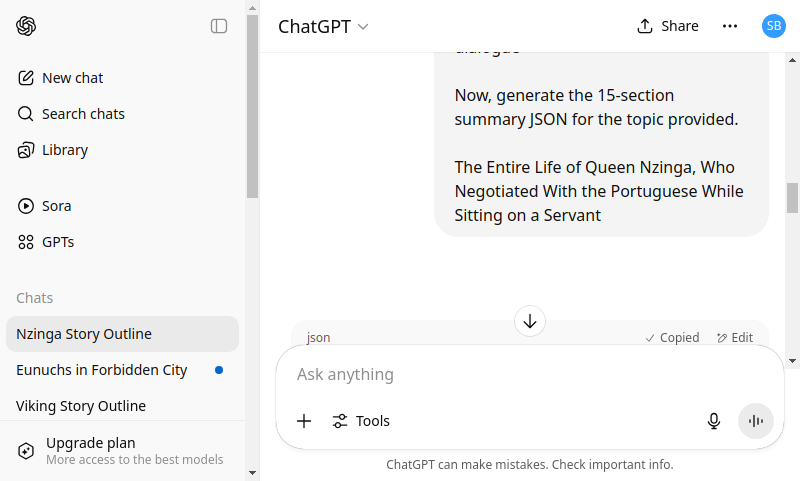 New chat
Search chats
Library
Sora
GPTs
Chats
Nzinga Story Outline
Eunuchs in Forbidden City
Viking Story Outline
Upgrade plan
More access to the best models
ChatGPT
Share
SB
dialogue
Now, generate the 15-section
summary JSON for the topic provided.
The Entire Life of Queen Nzinga, Who
Negotiated With the Portuguese While
Sitting on a Servant
json
Copied
Edit
Ask anything
Tools
ChatGPT can make mistakes. Check important info.